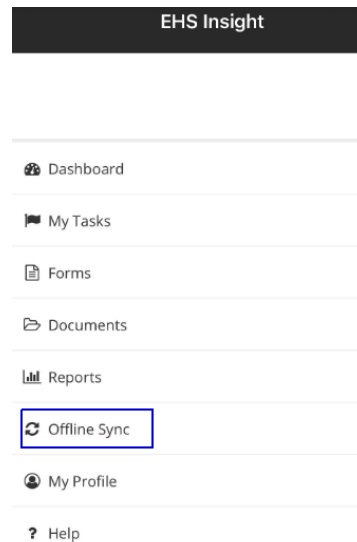 EHS Insight
Dashboard
My Tasks
Forms
Documents
Reports
Offline Sync
My Profile
? Help